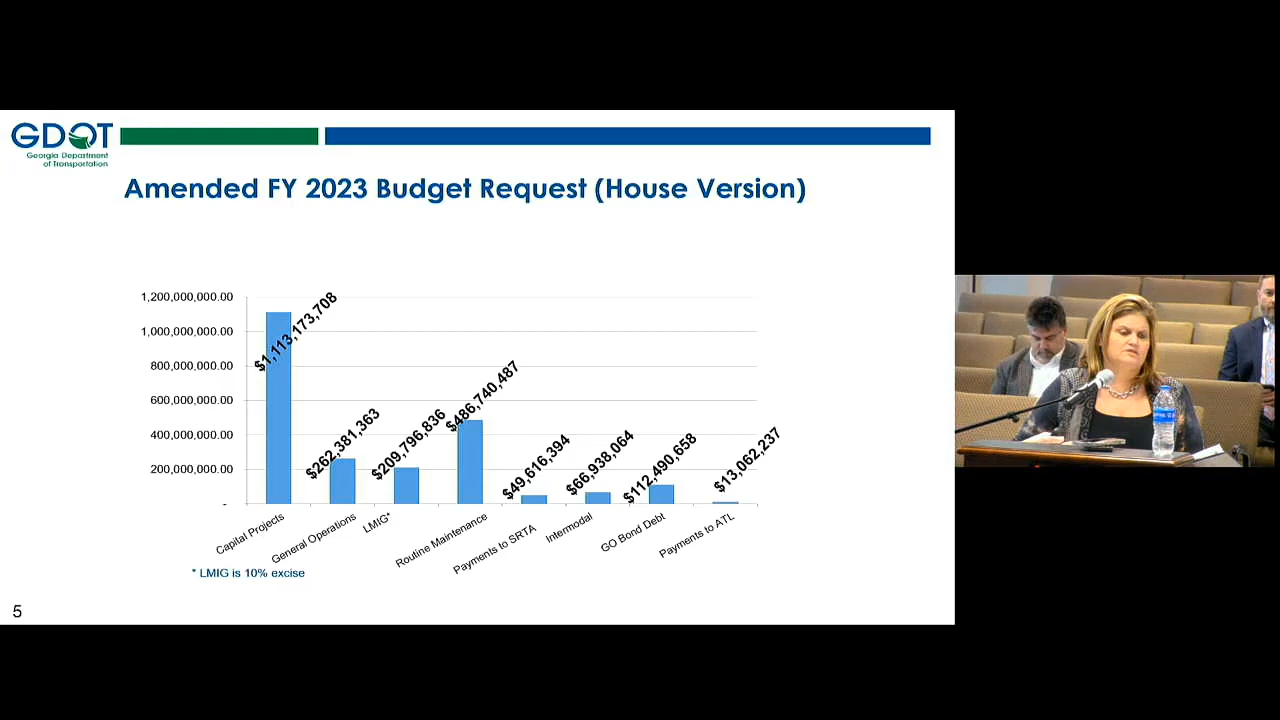 GDOT
Georgia Department
of Transportation
Amended FY 2023 Budget Request (House Version)
1,200,000,000.00
1,000,000,000.00
800,000,000.00
600,000,000.00
400,000,000.00
200,000,000.00
-
$1,113,173,708
$262,381,363
$209,796,836
$486,740,487
$49,616,394
$66,938,064
$112,490,658
$13,062,237
Capital Projects
General Operations
LMIG*
Routine Maintenance
Payments to SRTA
Intermodal
GO Bond Debt
Payments to ATL
* LMIG is 10% excise
5